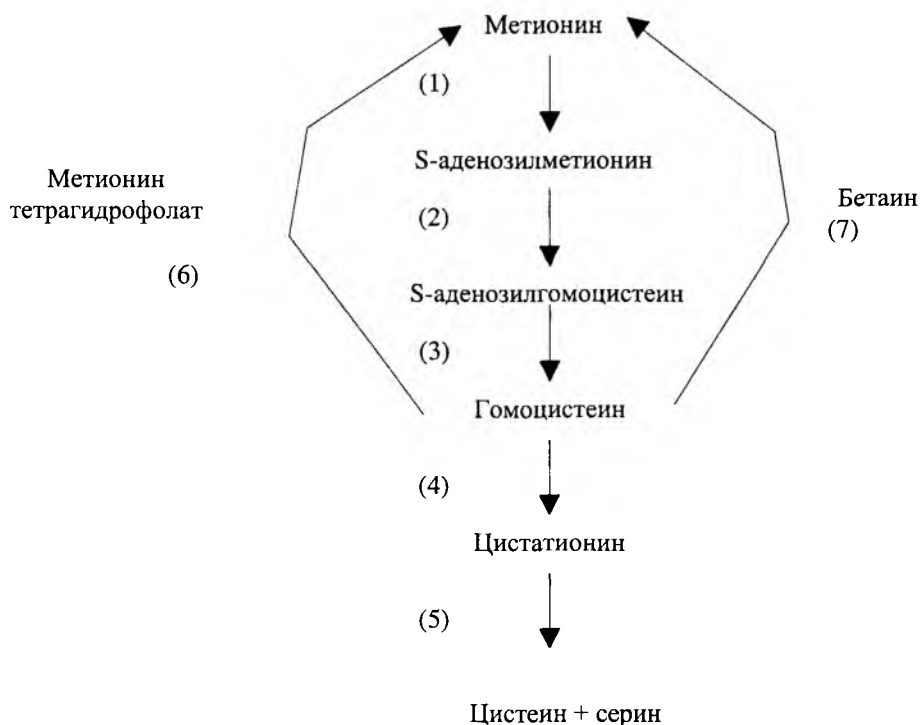 Метионин
(1)
S-аденозилметионин
Метионин
тетрагидрофолат
(2)
Бетаин
(7)
(6)
S-аденозилгомоцистеин
(3)
Гомоцистеин
(4)
Цистатионин
(5)
Цистеин + серин